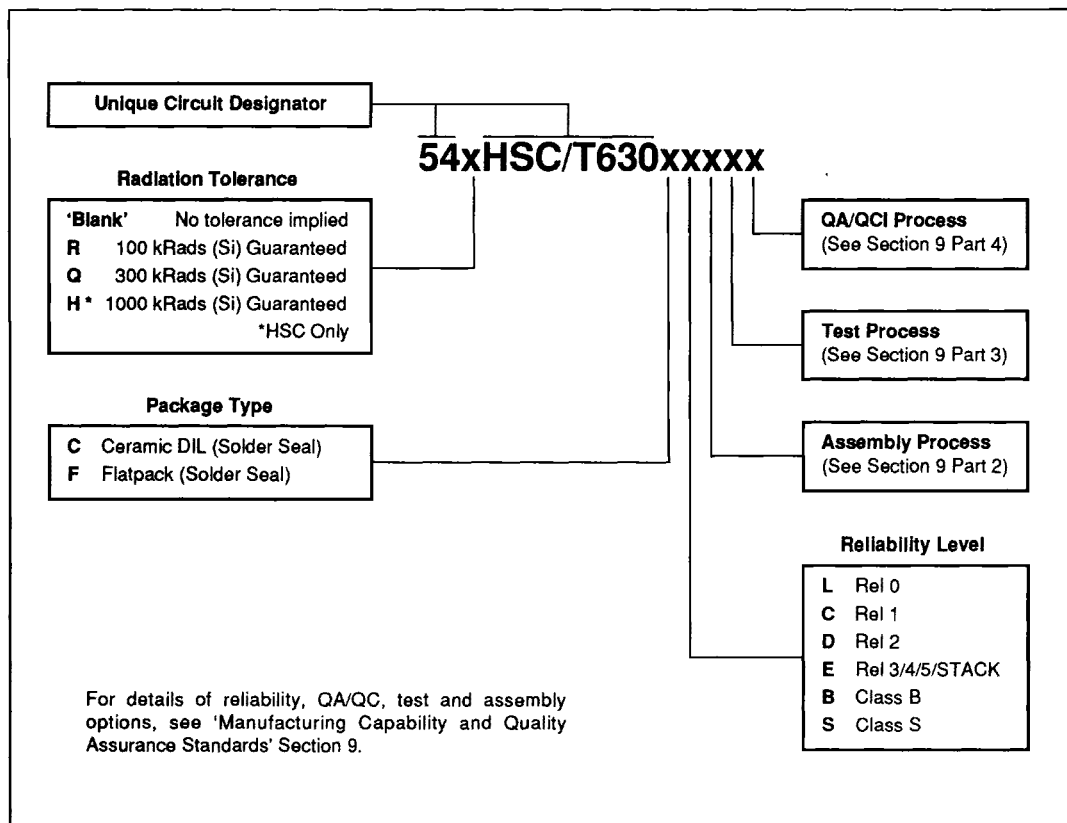 Unique Circuit Designator
54xHSC/T630xxxxx
Radiation Tolerance
'Blank' No tolerance implied
R 100 kRads (Si) Guaranteed
Q 300 kRads (Si) Guaranteed
H * 1000 kRads (Si) Guaranteed
*HSC Only
Package Type
C Ceramic DIL (Solder Seal)
F Flatpack (Solder Seal)
QA/QCI Process
(See Section 9 Part 4)
Test Process
(See Section 9 Part 3)
Assembly Process
(See Section 9 Part 2)
Reliability Level
L Rel 0
C Rel 1
D Rel 2
E Rel 3/4/5/STACK
B Class B
S Class S
For details of reliability, QA/QC, test and assembly
options, see 'Manufacturing Capability and Quality
Assurance Standards' Section 9.